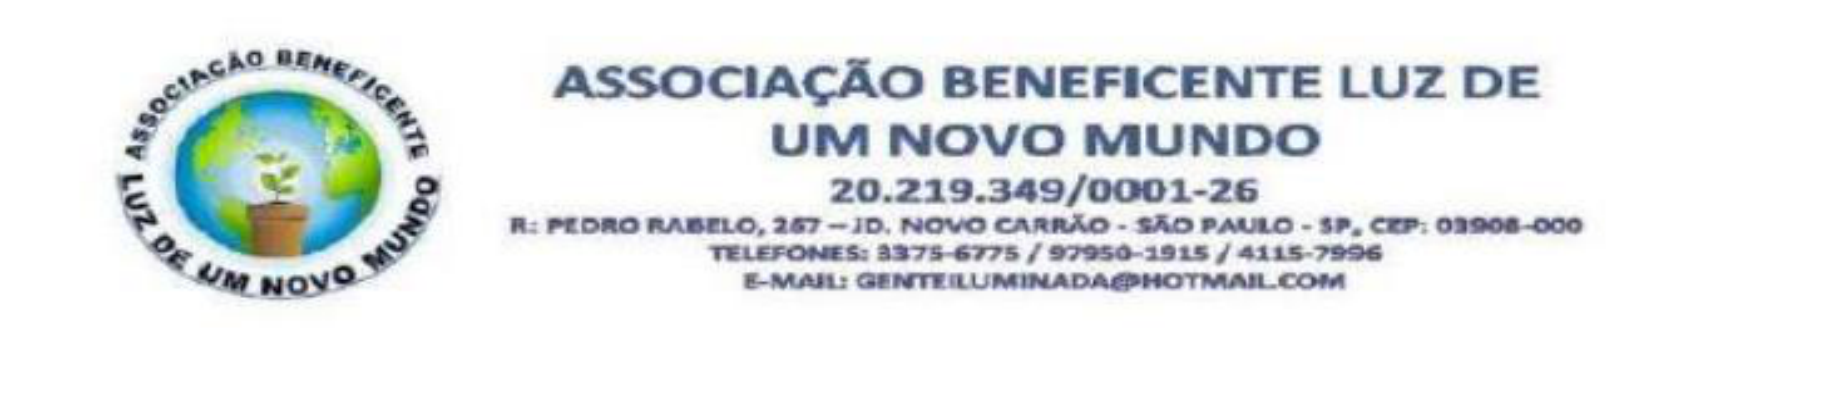 ASSOCIAÇÃO BENEFICENTE
LUZ DE UM NOVO MUNDO
ASSOCIAÇÃO BENEFICENTE LUZ DE
UM NOVO MUNDO
20.219.349/0001-26
R: PEDRO RABELO, 267 – JD. NOVO CARRÃO - SÃO PAULO - SP, CEP: 03908-000
TELEFONES: 3375-6775 / 97950-1915 / 4115-7996
E-MAIL: GENTEILUMINADA@HOTMAIL.COM